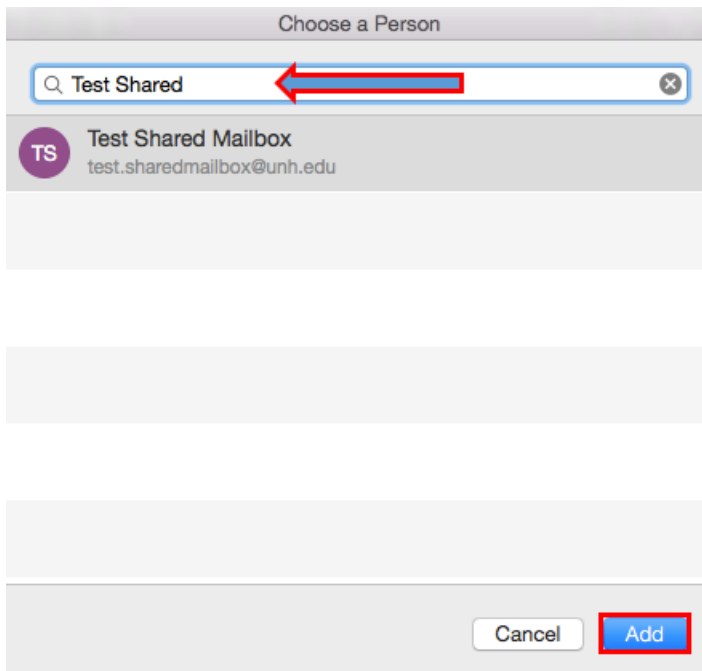 Choose a Person
Test Shared
TS
Test Shared Mailbox
test.sharedmailbox@unh.edu
Cancel
Add